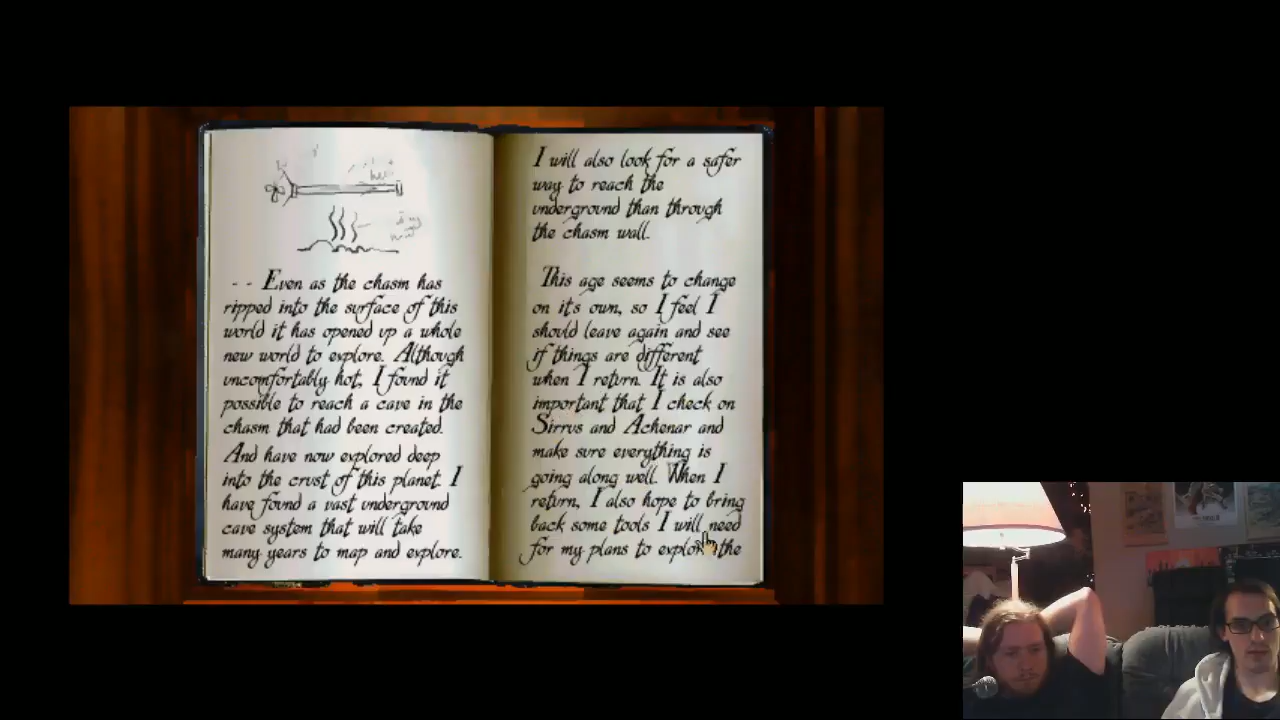 - - Even as the chasm has
ripped into the surface of this
world it has opened up a whole
new world to explore. Although
uncomfortably hot, I found it
possible to reach a cave in the
chasm that had been created.
And have now explored deep
into the crust of this planet. I
have found a vast underground
cave system that will take
many years to map and explore.
I will also look for a safer
way to reach the
underground than through
the chasm wall.
This age seems to change
on it's own, so I feel I
should leave again and see
if things are different
when I return. It is also
important that I check on
Sirrus and Achenar and
make sure everything is
going along well. When I
return, I also hope to bring
back some tools I will need
for my plans to explore the